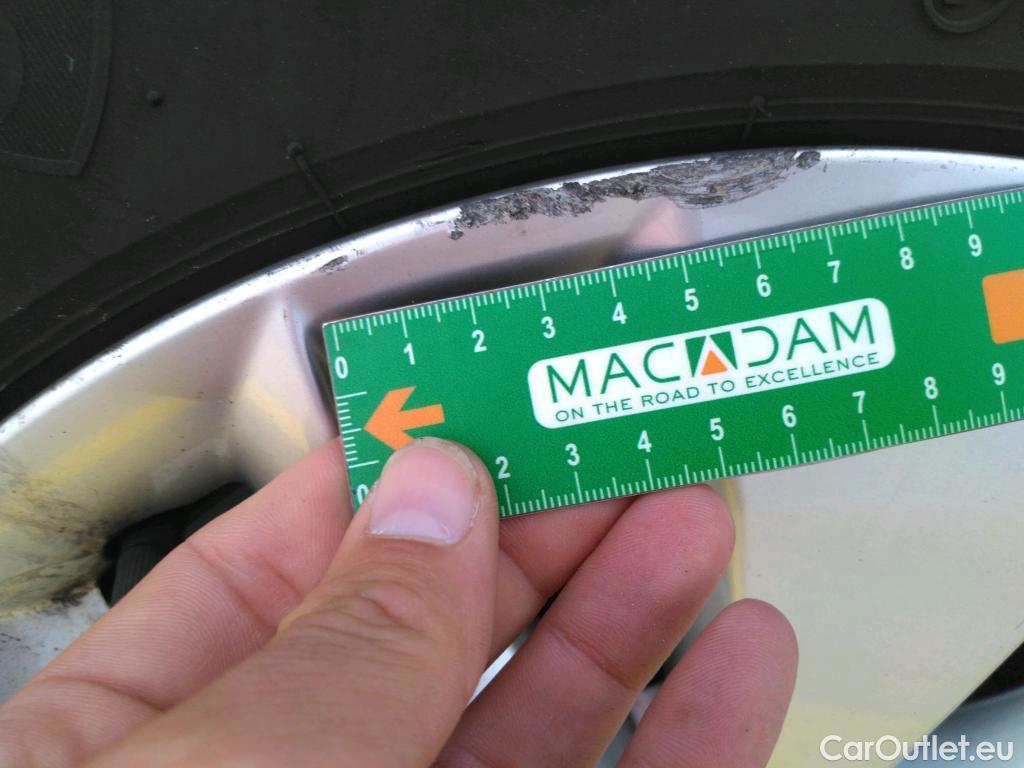 0 1 2 3 4 5 6 7 8 9
MACADAM
ON THE ROAD TO EXCELLENCE
0 2 3 4 5 6 7 8 9
CarOutlet.eu